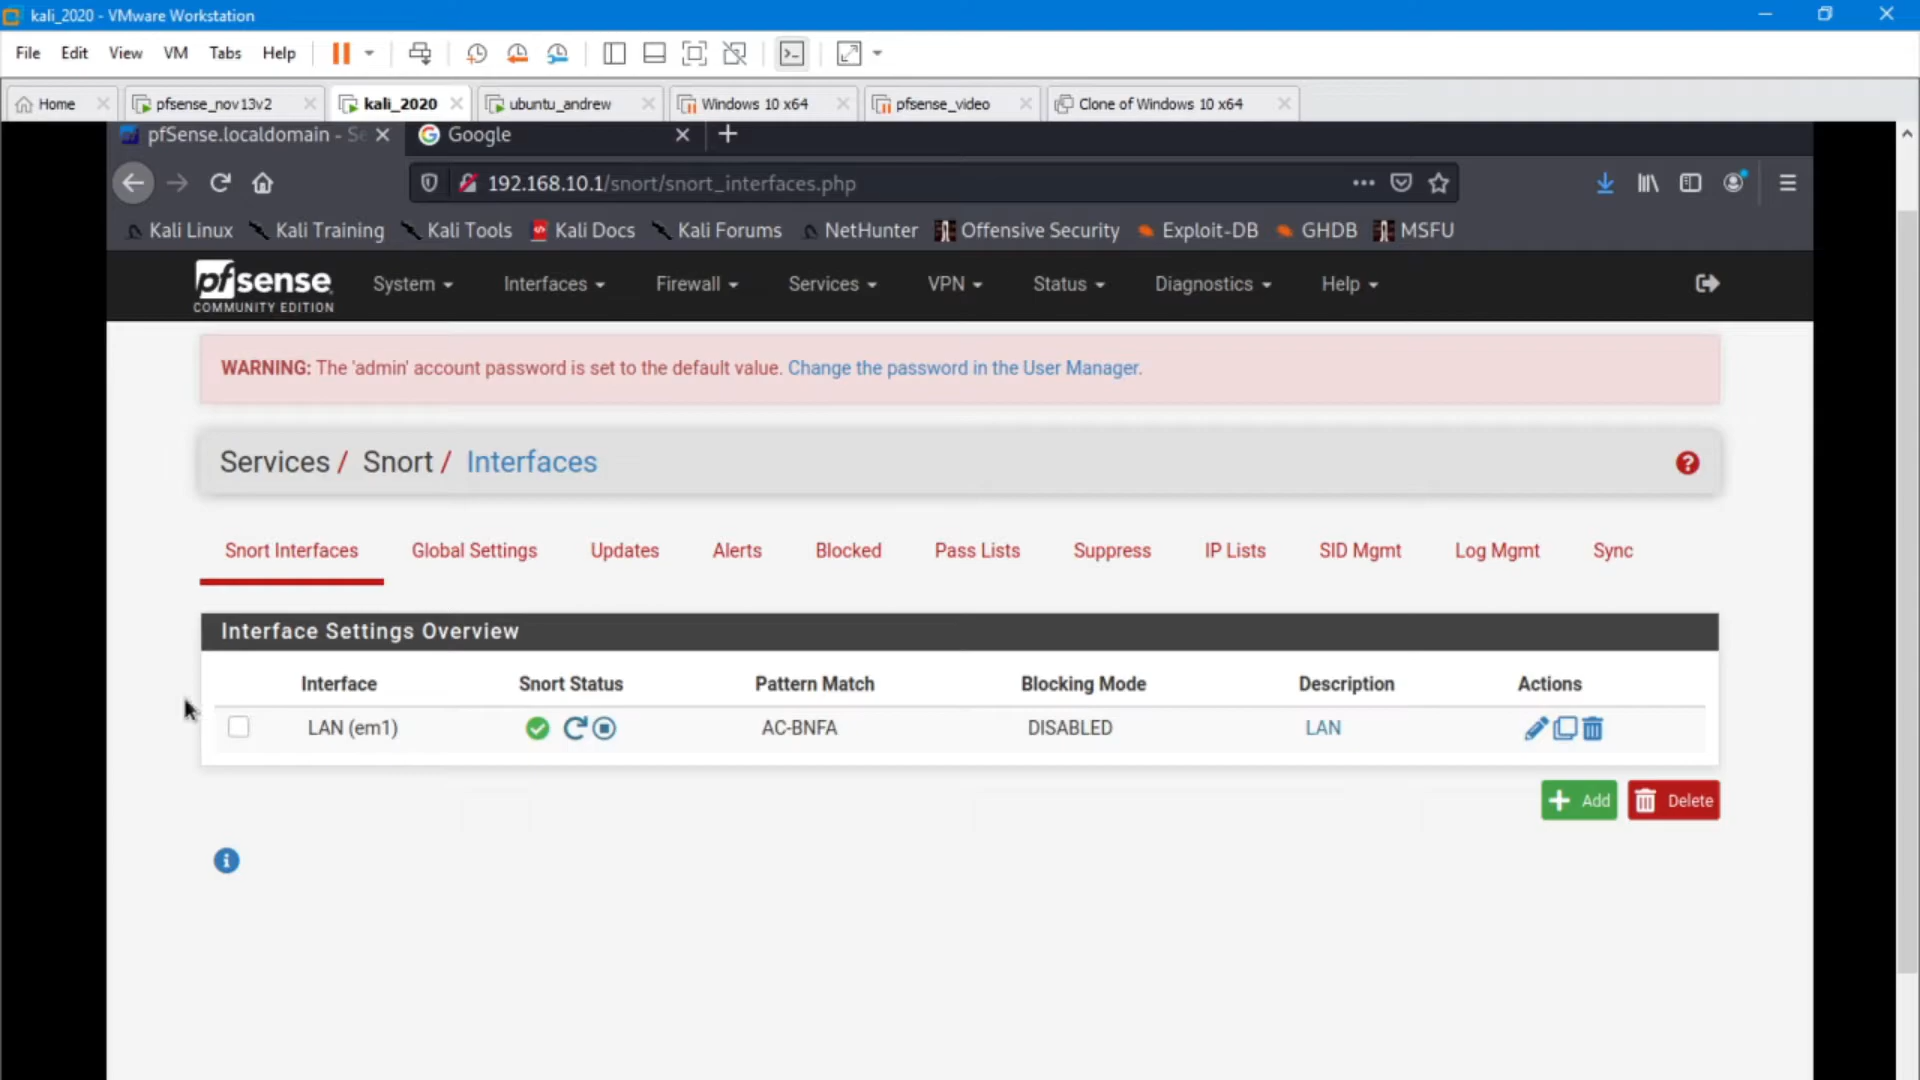 kali_2020 - VMware Workstation
File Edit View VM Tabs Help
Home pfsense_nov13v2 kali_2020 ubuntu_andrew Windows 10 x64 pfsense_video Clone of Windows 10 x64
pfSense.localdomain - Se Google
192.168.10.1/snort/snort_interfaces.php
Kali Linux Kali Training Kali Tools Kali Docs Kali Forums NetHunter Offensive Security Exploit-DB GHDB MSFU
pfsense System Interfaces Firewall Services VPN Status Diagnostics Help
COMMUNITY EDITION
WARNING: The 'admin' account password is set to the default value. Change the password in the User Manager.
Services / Snort / Interfaces
Snort Interfaces Global Settings Updates Alerts Blocked Pass Lists Suppress IP Lists SID Mgmt Log Mgmt Sync
Interface Settings Overview
Interface Snort Status Pattern Match Blocking Mode Description Actions
LAN (em1) AC-BNFA DISABLED LAN
Add Delete